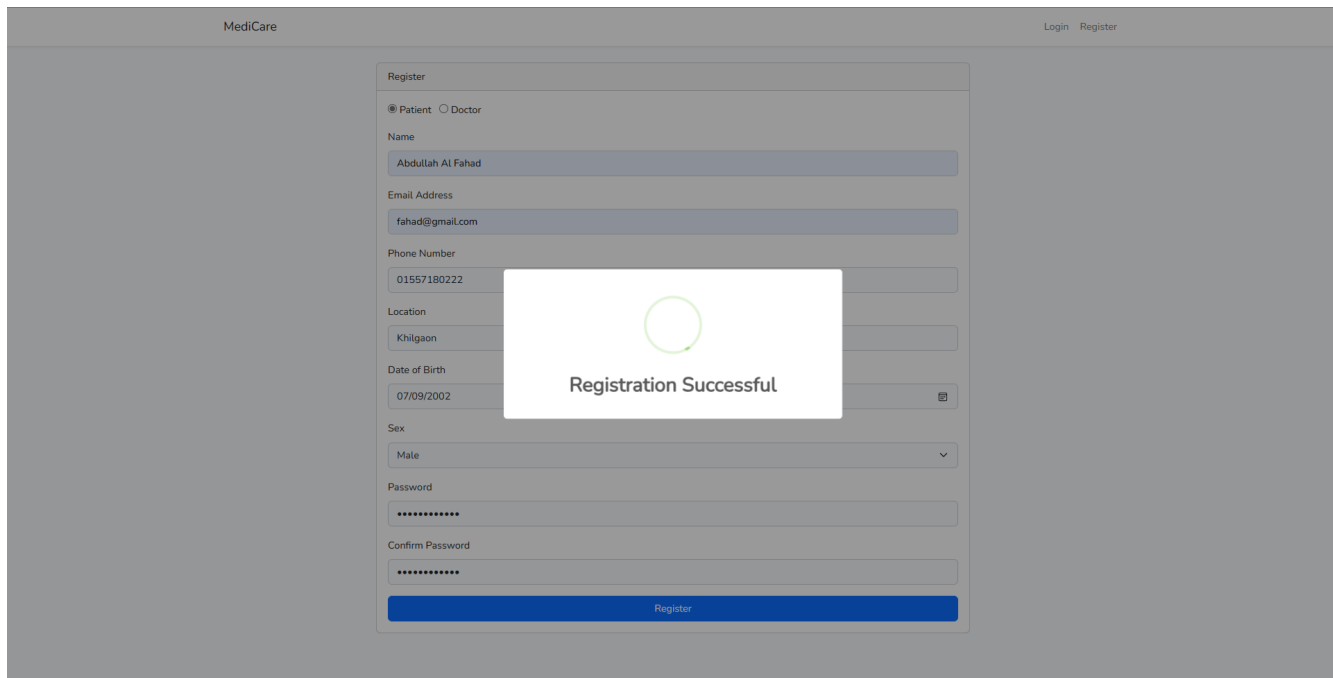 MediCare
Login Register
Register
Patient Doctor
Name
Abdullah Al Fahad
Email Address
fahad@gmail.com
Phone Number
01557180222
Location
Khilgaon
Date of Birth
07/09/2002
Registration Successful
Sex
Male
Password
••••••••••••
Confirm Password
••••••••••••
Register